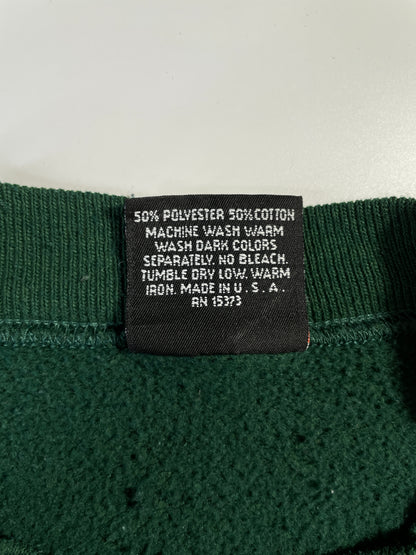 50% POLYESTER 50% COTTON
MACHINE WASH WARM
WASH DARK COLORS
SEPARATELY. NO BLEACH.
TUMBLE DRY LOW. WARM
IRON. MADE IN U.S.A.
RN 15373